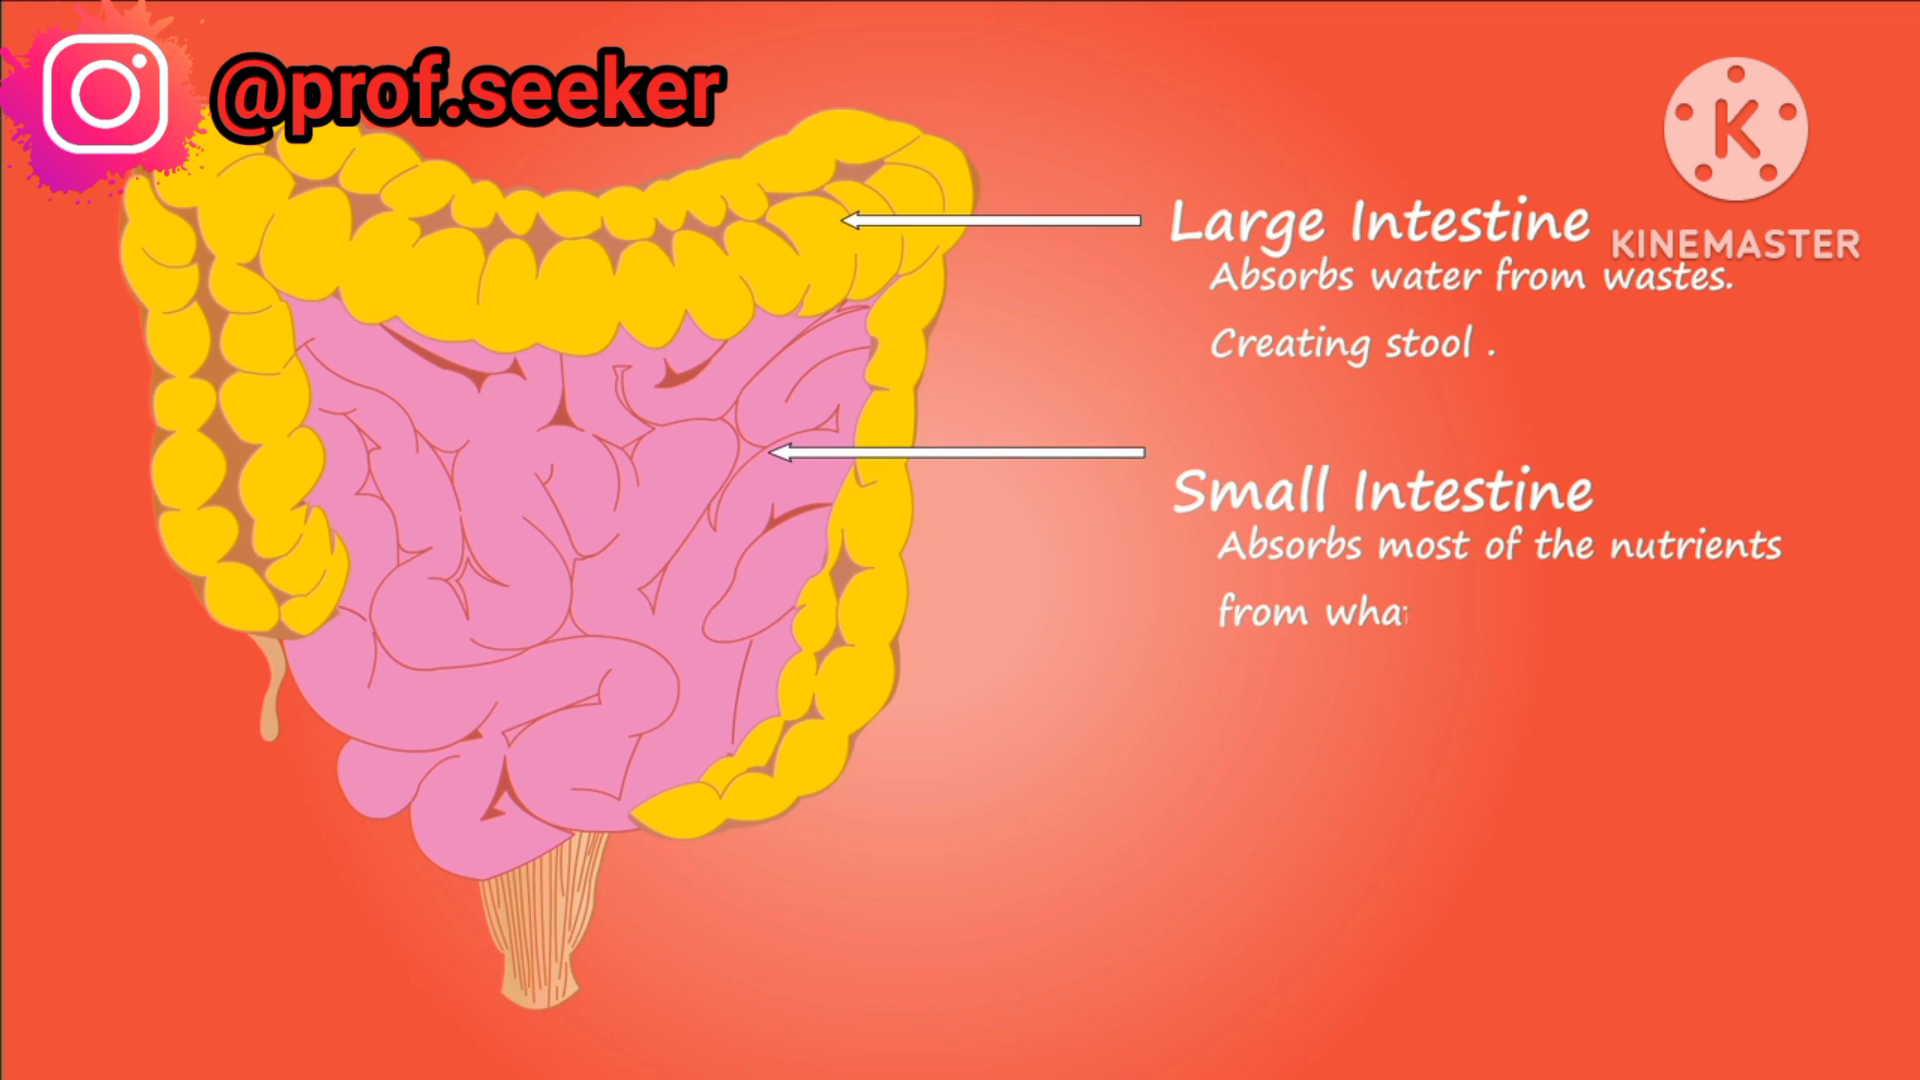 @prof.seeker
K
KINEMASTER
Large Intestine
Absorbs water from wastes.
Creating stool .
Small Intestine
Absorbs most of the nutrients
from